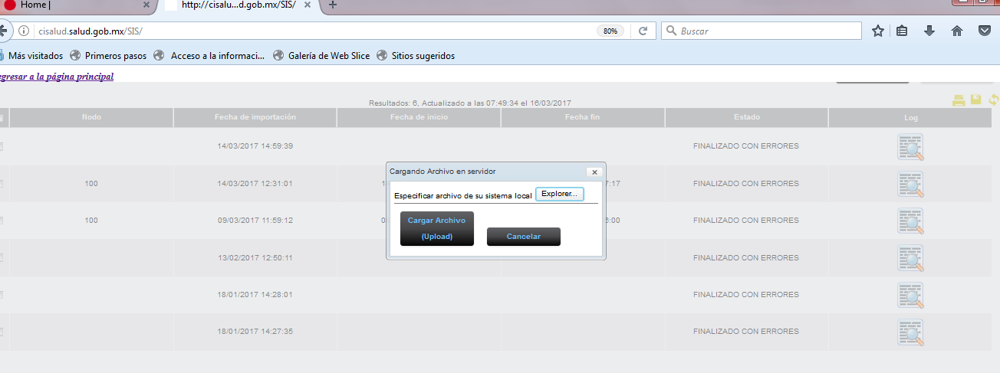 Home |
http://cisalu...d.gob.mx/SIS/
cisalud.salud.gob.mx/SIS/
80%
Buscar
Más visitados
Primeros pasos
Acceso a la informaci...
Galería de Web Slice
Sitios sugeridos
egresar a la página principal
Resultados: 6, Actualizado a las 07:49:34 el 16/03/2017
Nodo Fecha de importación Fecha de inicio Fecha fin Estado Log
14/03/2017 14:59:39 FINALIZADO CON ERRORES
100 14/03/2017 12:31:01 1 7:17 FINALIZADO CON ERRORES
100 09/03/2017 11:59:12 0 :00 FINALIZADO CON ERRORES
13/02/2017 12:50:11 FINALIZADO CON ERRORES
18/01/2017 14:28:01 FINALIZADO CON ERRORES
18/01/2017 14:27:35 FINALIZADO CON ERRORES
Cargando Archivo en servidor
Especificar archivo de su sistema local Explorer...
Cargar Archivo
(Upload)
Cancelar